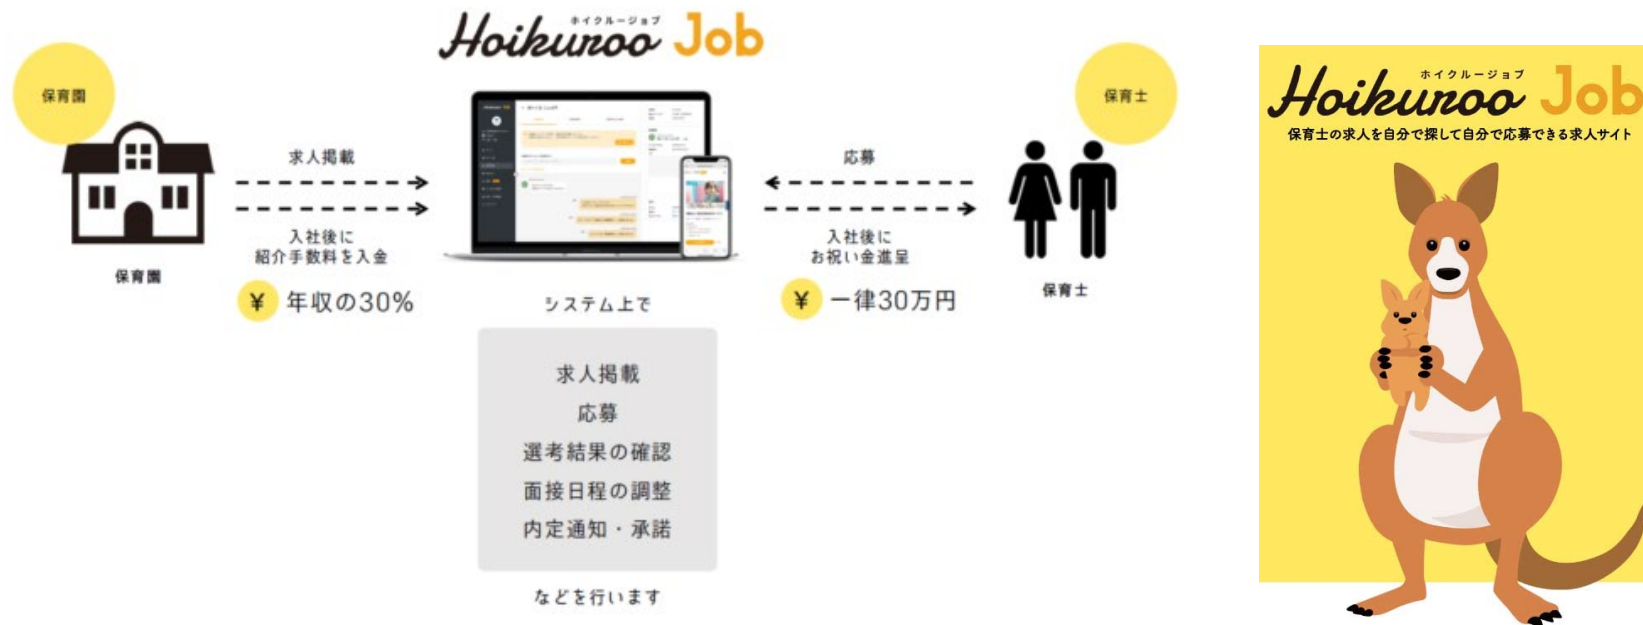 ホイクルージョブ
Hoikuroo Job
保育園
保育園
求人掲載
入社後に
紹介手数料を入金
¥ 年収の30%
システム上で
求人掲載
応募
選考結果の確認
面接日程の調整
内定通知・承諾
などを行います
応募
入社後に
お祝い金進呈
¥ 一律30万円
保育士
保育士
ホイクルージョブ
Hoikuroo Job
保育士の求人を自分で探して自分で応募できる求人サイト